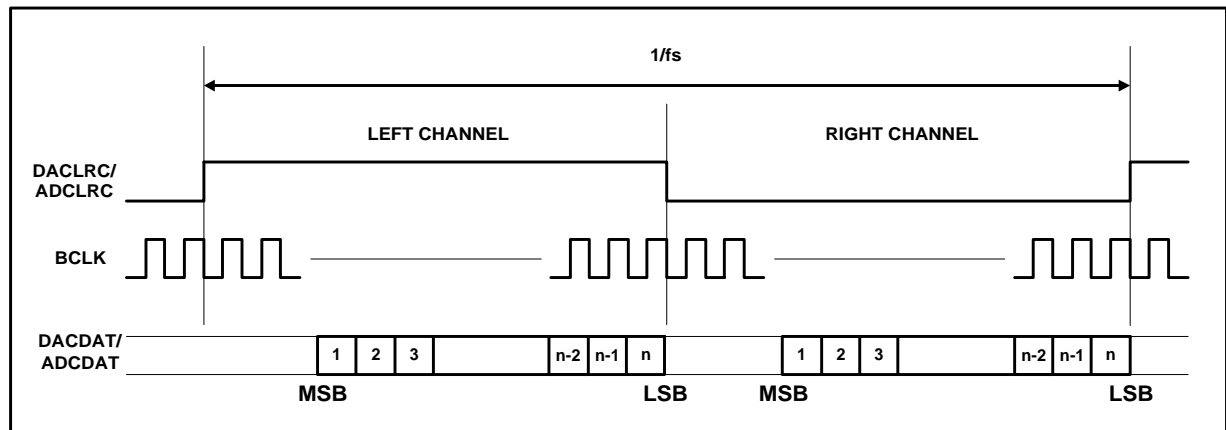 1/fs
LEFT CHANNEL
RIGHT CHANNEL
DACLRC/
ADCLRC
BCLK
DACDAT/
ADCDAT
1 2 3 n-2 n-1 n 1 2 3 n-2 n-1 n
MSB LSB MSB LSB